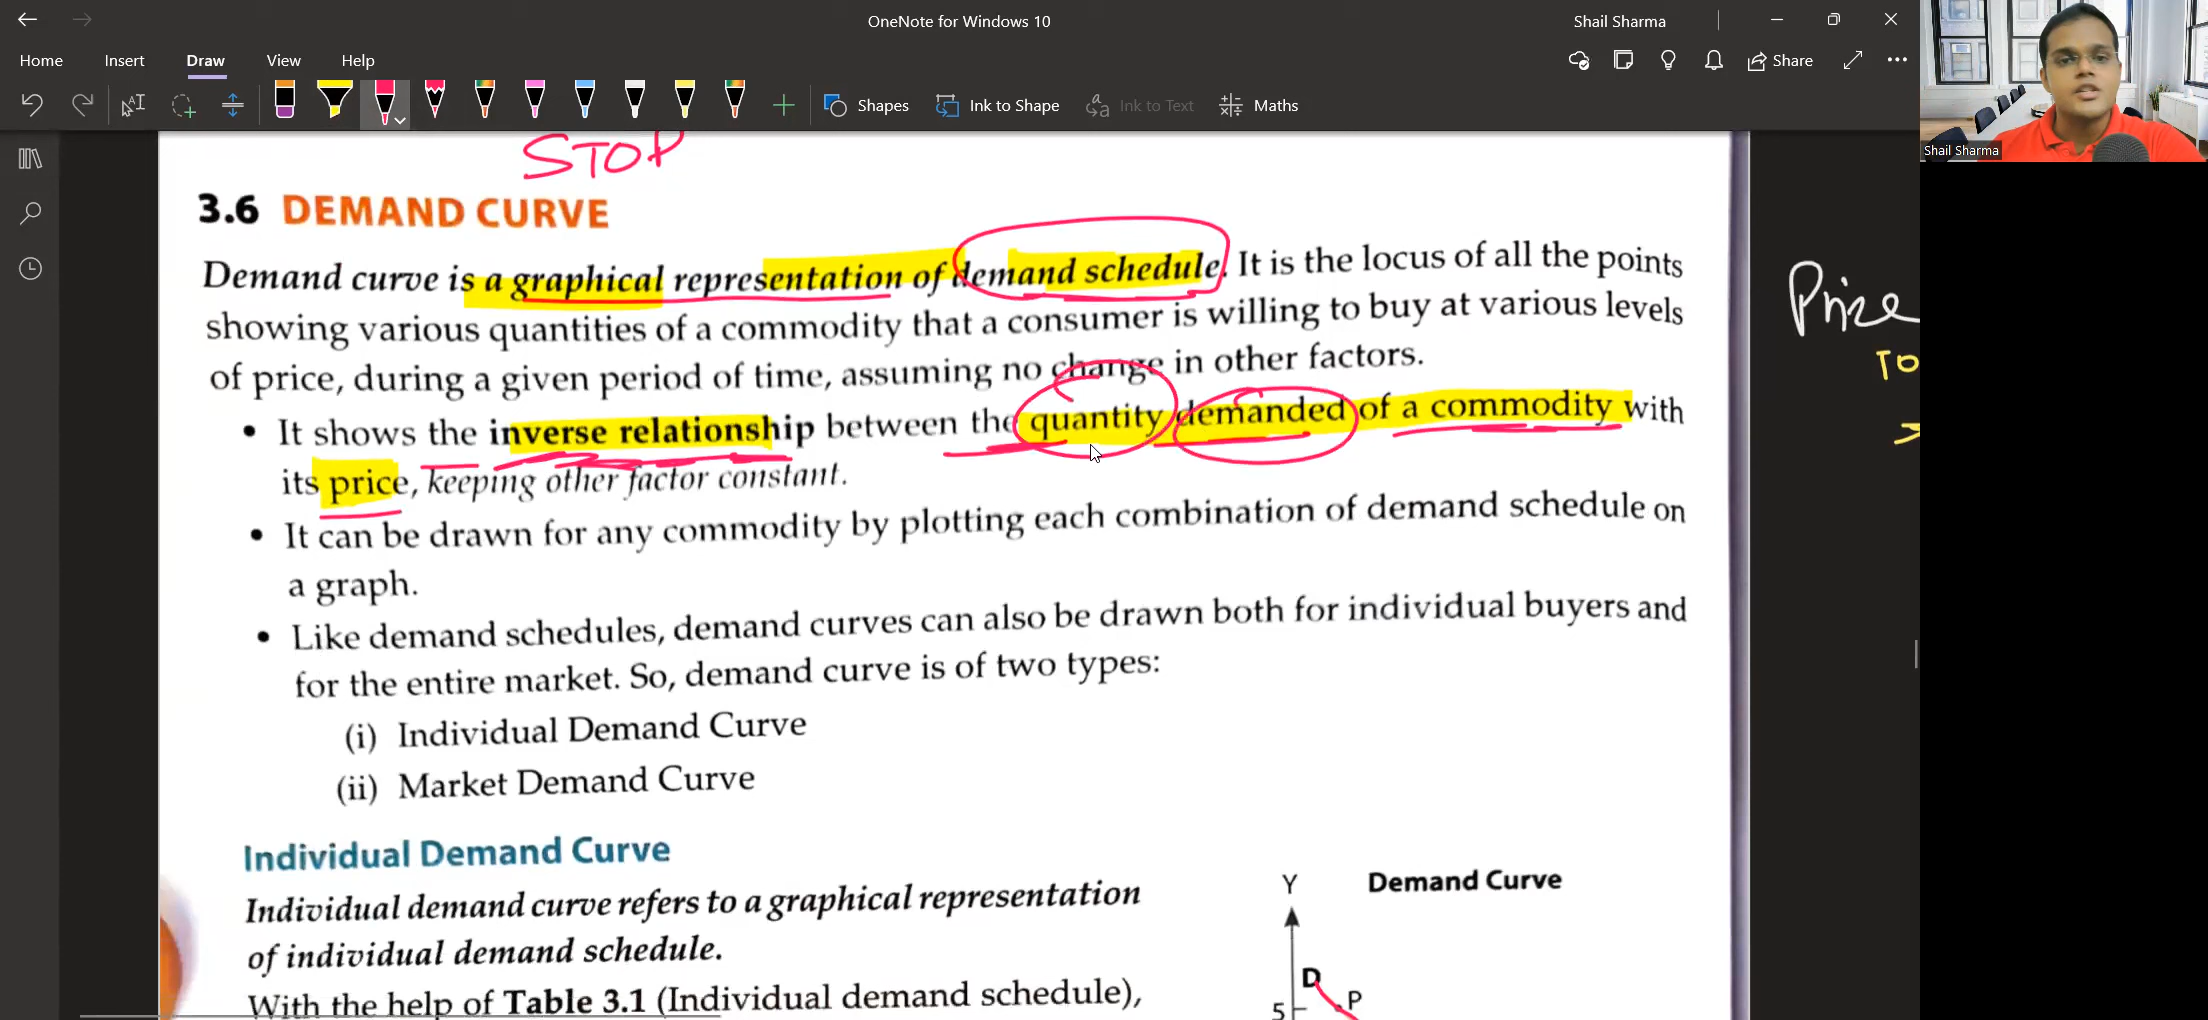 OneNote for Windows 10
Shail Sharma
Home Insert Draw View Help
Share
Shapes
Ink to Shape
Ink to Text
Maths
Shail Sharma
STOP
3.6 DEMAND CURVE
Demand curve is a graphical representation of demand schedule. It is the locus of all the points
showing various quantities of a commodity that a consumer is willing to buy at various levels
of price, during a given period of time, assuming no change in other factors.
• It shows the inverse relationship between the quantity demanded of a commodity with
its price, keeping other factor constant.
• It can be drawn for any commodity by plotting each combination of demand schedule on
a graph.
• Like demand schedules, demand curves can also be drawn both for individual buyers and
for the entire market. So, demand curve is of two types:
(i) Individual Demand Curve
(ii) Market Demand Curve
Price
10
Individual Demand Curve
Individual demand curve refers to a graphical representation
of individual demand schedule.
With the help of Table 3.1 (Individual demand schedule),
Y Demand Curve
D
5 P